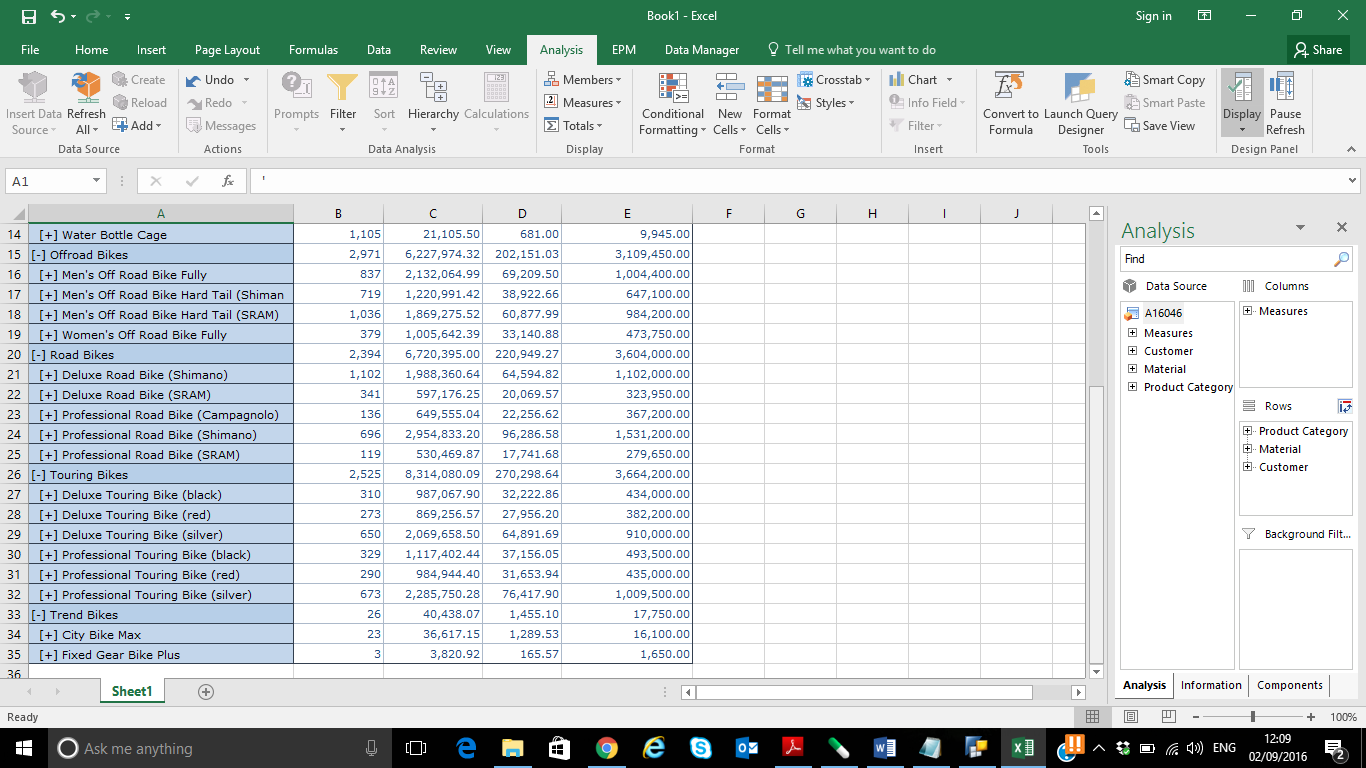 Book1 - Excel
Sign in
File Home Insert Page Layout Formulas Data Review View Analysis EPM Data Manager Tell me what you want to do Share
Insert Data Source Refresh All Create Reload Add Data Source
Undo Redo Messages Actions
Prompts Filter Sort Hierarchy Calculations Data Analysis
Members Measures Totals Display
Conditional Formatting New Cells Format Cells Crosstab Styles Format
Chart Info Field Filter Insert
Convert to Formula Launch Query Designer Smart Copy Smart Paste Save View Tools
Display Pause Refresh Design Panel
A1 fx '
A B C D E F G H I J
14 [+] Water Bottle Cage 1,105 21,105.50 681.00 9,945.00
15 [-] Offroad Bikes 2,971 6,227,974.32 202,151.03 3,109,450.00
16 [+] Men's Off Road Bike Fully 837 2,132,064.99 69,209.50 1,004,400.00
17 [+] Men's Off Road Bike Hard Tail (Shiman 719 1,220,991.42 38,922.66 647,100.00
18 [+] Men's Off Road Bike Hard Tail (SRAM) 1,036 1,869,275.52 60,877.99 984,200.00
19 [+] Women's Off Road Bike Fully 379 1,005,642.39 33,140.88 473,750.00
20 [-] Road Bikes 2,394 6,720,395.00 220,949.27 3,604,000.00
21 [+] Deluxe Road Bike (Shimano) 1,102 1,988,360.64 64,594.82 1,102,000.00
22 [+] Deluxe Road Bike (SRAM) 341 597,176.25 20,069.57 323,950.00
23 [+] Professional Road Bike (Campagnolo) 136 649,555.04 22,256.62 367,200.00
24 [+] Professional Road Bike (Shimano) 696 2,954,833.20 96,286.58 1,531,200.00
25 [+] Professional Road Bike (SRAM) 119 530,469.87 17,741.68 279,650.00
26 [-] Touring Bikes 2,525 8,314,080.09 270,298.64 3,664,200.00
27 [+] Deluxe Touring Bike (black) 310 987,067.90 32,222.86 434,000.00
28 [+] Deluxe Touring Bike (red) 273 869,256.57 27,956.20 382,200.00
29 [+] Deluxe Touring Bike (silver) 650 2,069,658.50 64,891.69 910,000.00
30 [+] Professional Touring Bike (black) 329 1,117,402.44 37,156.05 493,500.00
31 [+] Professional Touring Bike (red) 290 984,944.40 31,653.94 435,000.00
32 [+] Professional Touring Bike (silver) 673 2,285,750.28 76,417.90 1,009,500.00
33 [-] Trend Bikes 26 40,438.07 1,455.10 17,750.00
34 [+] City Bike Max 23 36,617.15 1,289.53 16,100.00
35 [+] Fixed Gear Bike Plus 3 3,820.92 165.57 1,650.00
36
Analysis
Find
Data Source
A16046
Measures
Customer
Material
Product Category
Columns
Measures
Rows
Product Category
Material
Customer
Background Filt...
Analysis Information Components
Sheet1
Ready
100%
Ask me anything
ENG
12:09
02/09/2016
2